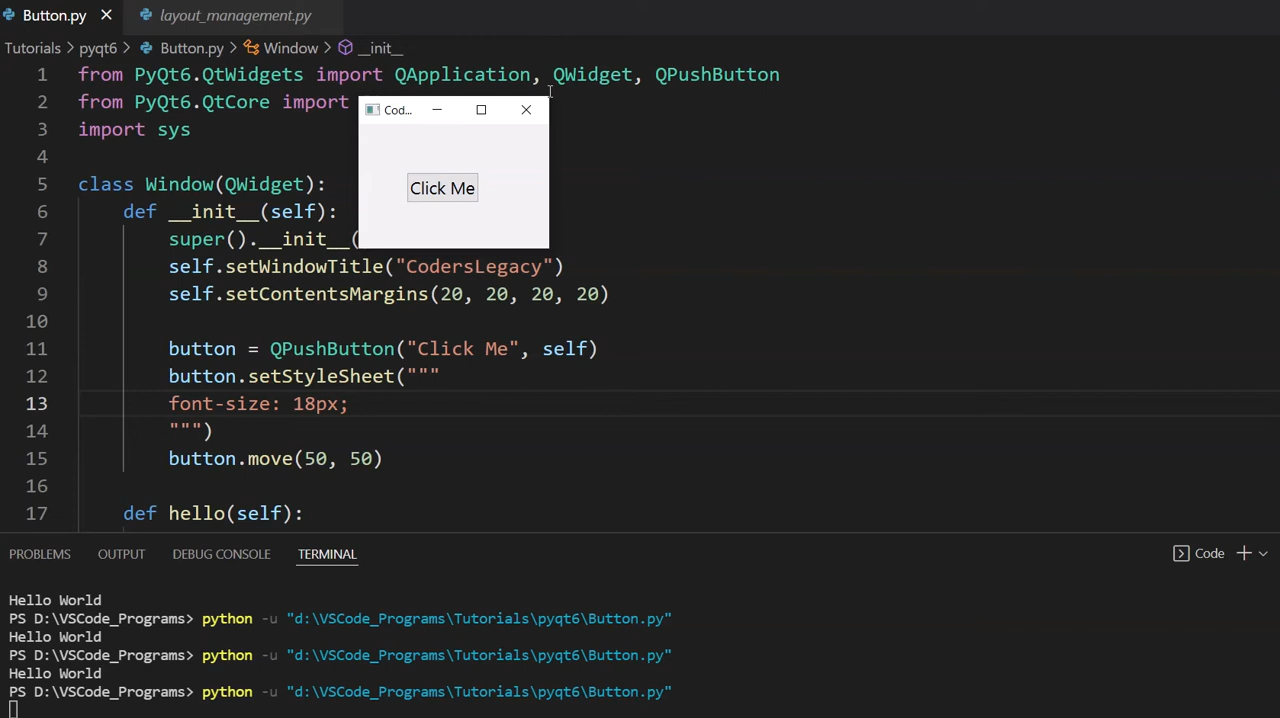 Button.py
layout_management.py
Tutorials > pyqt6 > Button.py > Window > __init__
1 from PyQt6.QtWidgets import QApplication, QWidget, QPushButton
2 from PyQt6.QtCore import
Cod...
3 import sys
4
Click Me
5 class Window(QWidget):
6 def __init__(self):
7 super().__init__(
8 self.setWindowTitle("CodersLegacy")
9 self.setContentsMargins(20, 20, 20, 20)
10
11 button = QPushButton("Click Me", self)
12 button.setStyleSheet("""
13 font-size: 18px;
14 """)
15 button.move(50, 50)
16
17 def hello(self):
PROBLEMS OUTPUT DEBUG CONSOLE TERMINAL Code
Hello World
PS D:\VSCode_Programs> python -u "d:\VSCode_Programs\Tutorials\pyqt6\Button.py"
Hello World
PS D:\VSCode_Programs> python -u "d:\VSCode_Programs\Tutorials\pyqt6\Button.py"
Hello World
PS D:\VSCode_Programs> python -u "d:\VSCode_Programs\Tutorials\pyqt6\Button.py"